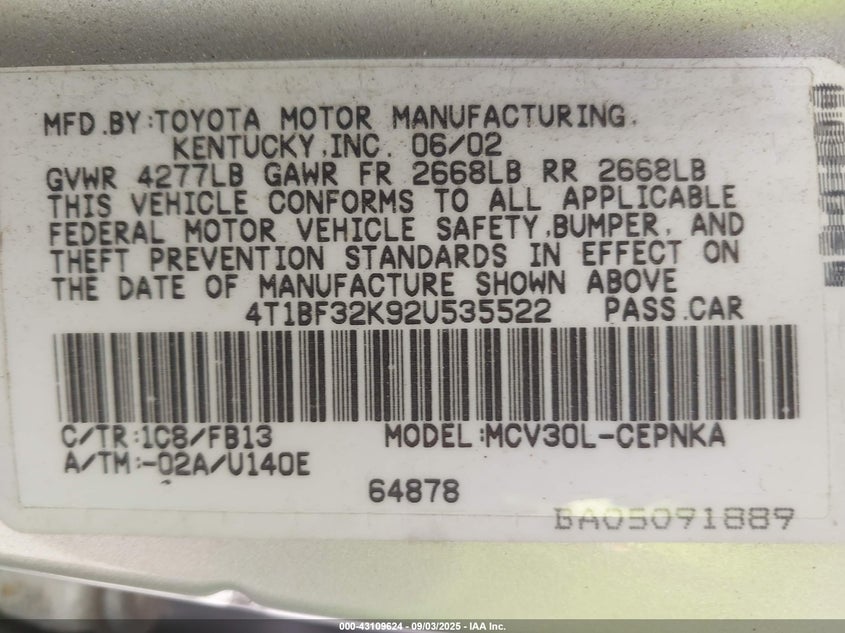 MFD.BY:TOYOTA MOTOR MANUFACTURING,
KENTUCKY,INC. 06/02
GVWR 4277LB GAWR FR 2668LB RR 2668LB
THIS VEHICLE CONFORMS TO ALL APPLICABLE
FEDERAL MOTOR VEHICLE SAFETY,BUMPER, AND
THEFT PREVENTION STANDARDS IN EFFECT ON
THE DATE OF MANUFACTURE SHOWN ABOVE
4T1BF32K92U535522 PASS.CAR
C/TR:1C8/FB13 MODEL:MCV30L-CEPNKA
A/TM:-02A/U140E
64878
BA05091889
000-43109624 - 09/03/2025 - IAA Inc.